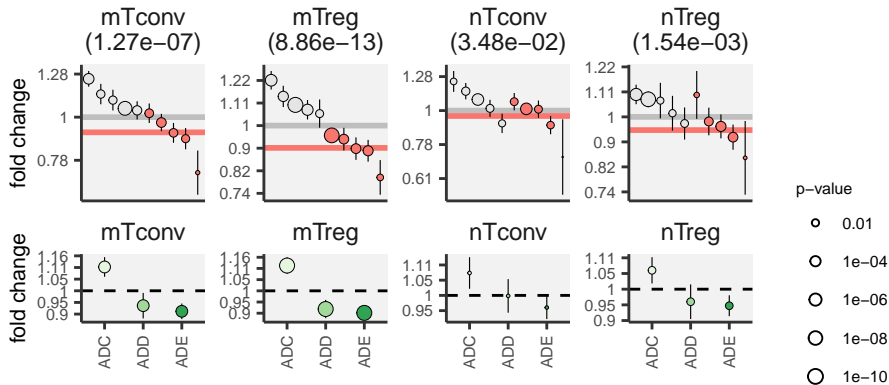 mTconv
(1.27e−07)
mTreg
(8.86e−13)
nTconv
(3.48e−02)
nTreg
(1.54e−03)
fold change
1.28
1
0.78
1.22
1.11
1
0.9
0.82
0.74
1.28
1
0.78
0.61
1.22
1.11
1
0.9
0.82
0.74
mTconv
mTreg
nTconv
nTreg
fold change
1.16
1.1
1.05
1
0.95
0.9
1.16
1.1
1.05
1
0.95
0.9
1.11
1.05
1
0.95
1.1
1.05
1
0.95
0.9
ADC
ADD
ADE
ADC
ADD
ADE
ADC
ADD
ADE
ADC
ADD
ADE
p−value
0.01
1e−04
1e−06
1e−08
1e−10